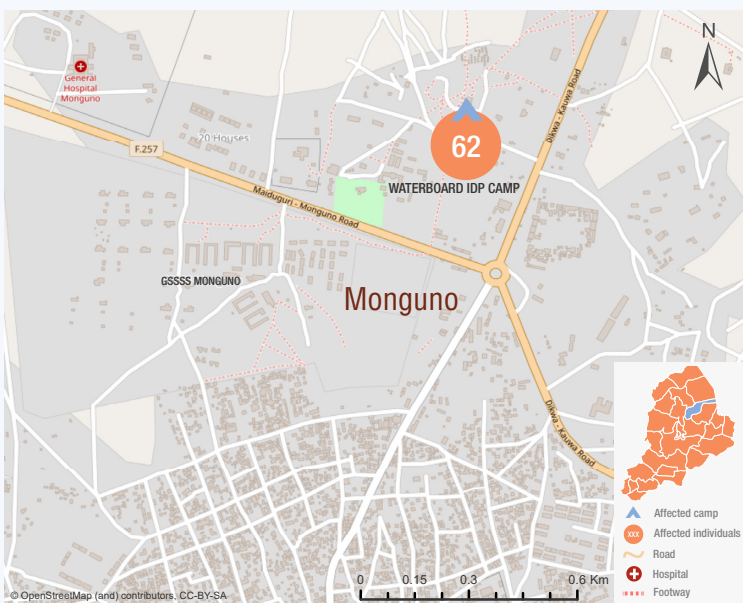 N
General
Hospital
Monguno
20 Houses
F.257
Dikwa - Kauwa Road
62
WATERBOARD IDP CAMP
Maiduguri - Monguno Road
GSSSS MONGUNO
Monguno
Dikwa - Kauwa Road
Affected camp
xxx Affected individuals
Road
Hospital
Footway
0 0.15 0.3 0.6 Km
© OpenStreetMap (and) contributors, CC-BY-SA